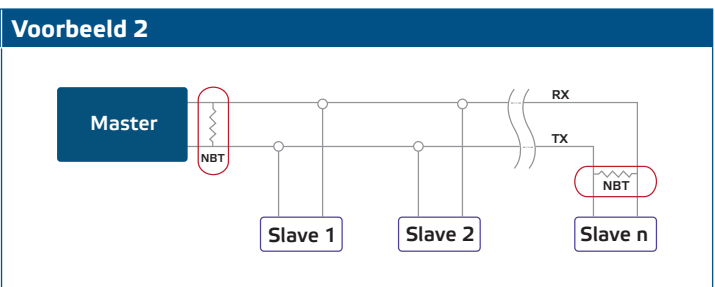 Voorbeeld 2
RX
Master
TX
NBT
NBT
Slave 1
Slave 2
Slave n